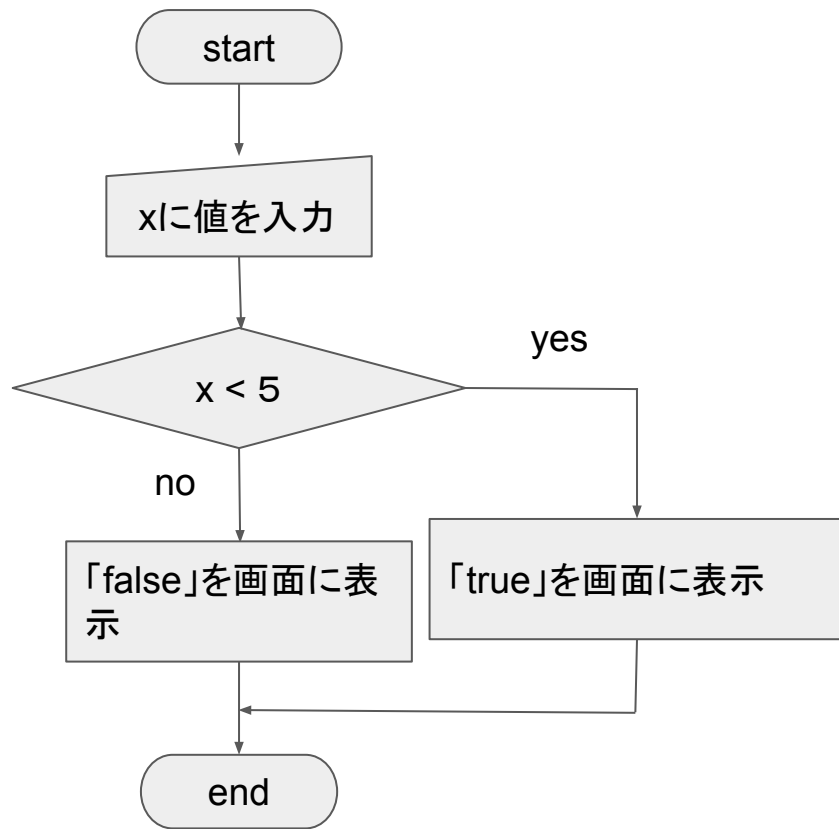 start
xに値を入力
x < ５
yes
no
「false」を画面に表
示
「true」を画面に表示
end